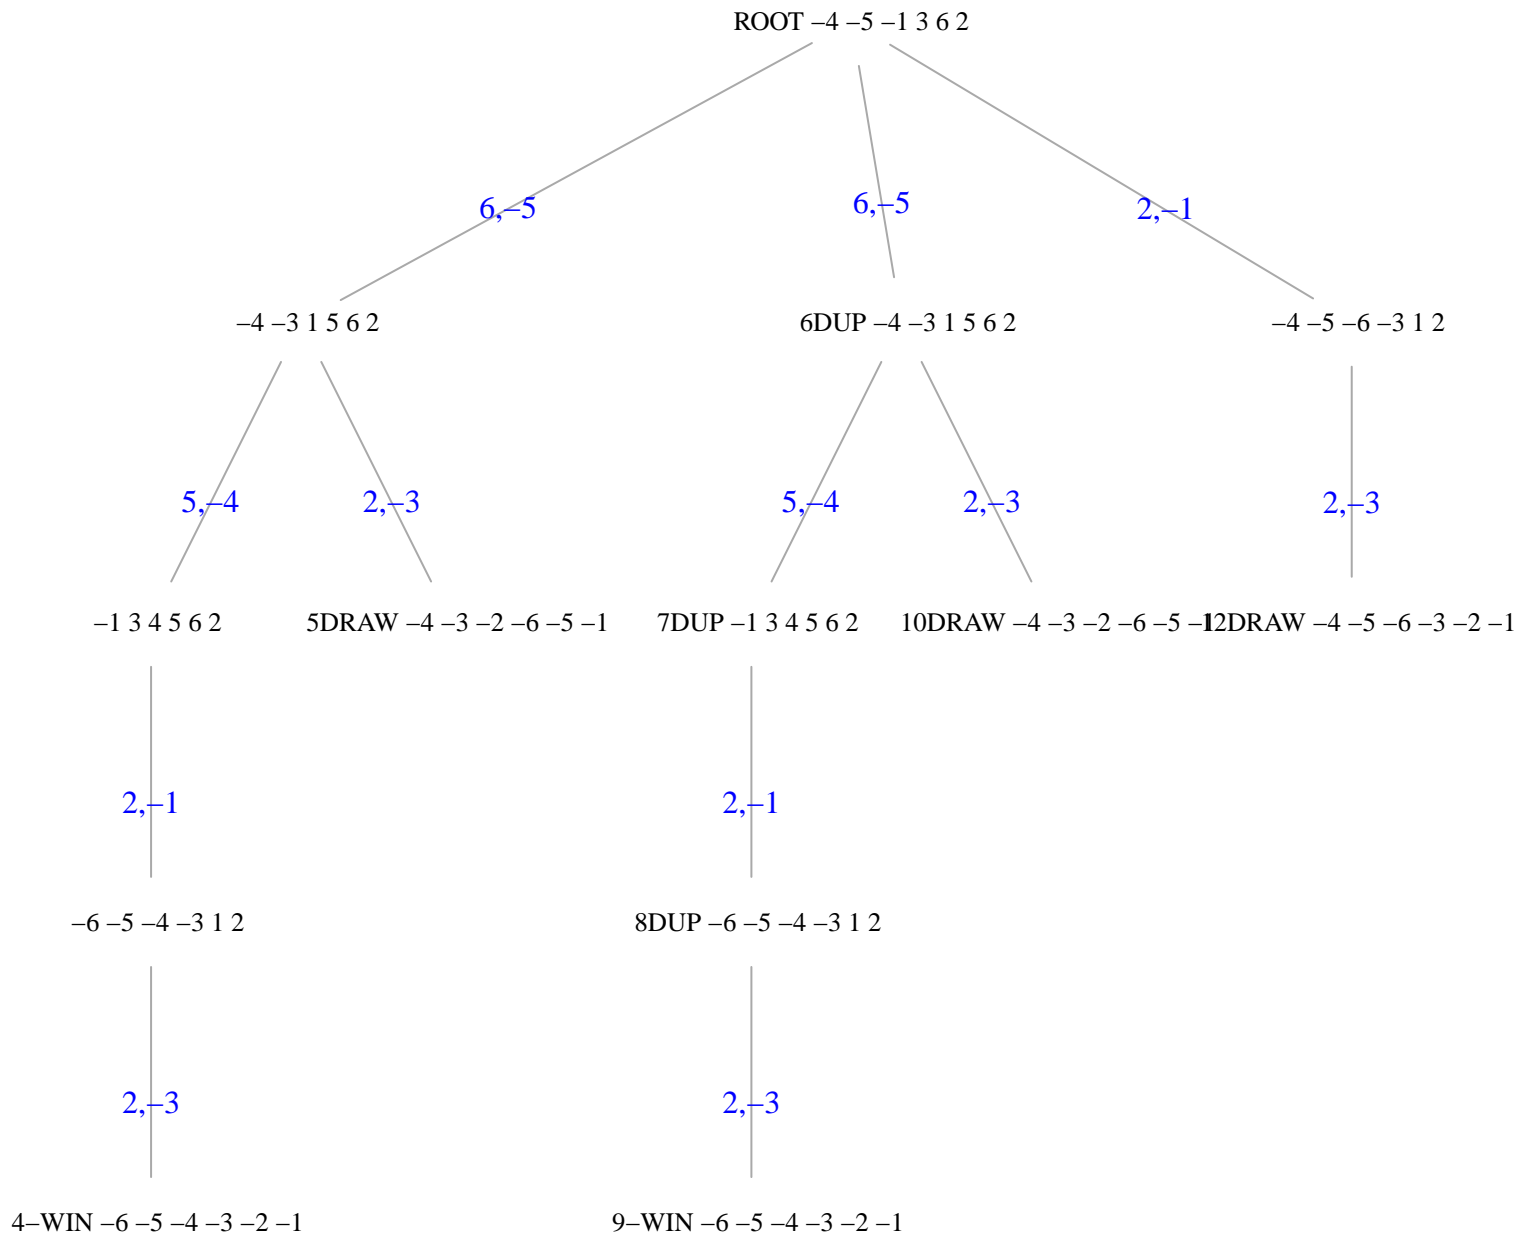 ROOT –4 –5 –1 3 6 2
6,–5
6,–5
2,–1
–4 –3 1 5 6 2
6DUP –4 –3 1 5 6 2
–4 –5 –6 –3 1 2
5,–4
2,–3
5,–4
2,–3
2,–3
–1 3 4 5 6 2
5DRAW –4 –3 –2 –6 –5 –1
7DUP –1 3 4 5 6 2
10DRAW –4 –3 –2 –6 –5 –1
12DRAW –4 –5 –6 –3 –2 –1
2,–1
2,–1
–6 –5 –4 –3 1 2
8DUP –6 –5 –4 –3 1 2
2,–3
2,–3
4–WIN –6 –5 –4 –3 –2 –1
9–WIN –6 –5 –4 –3 –2 –1